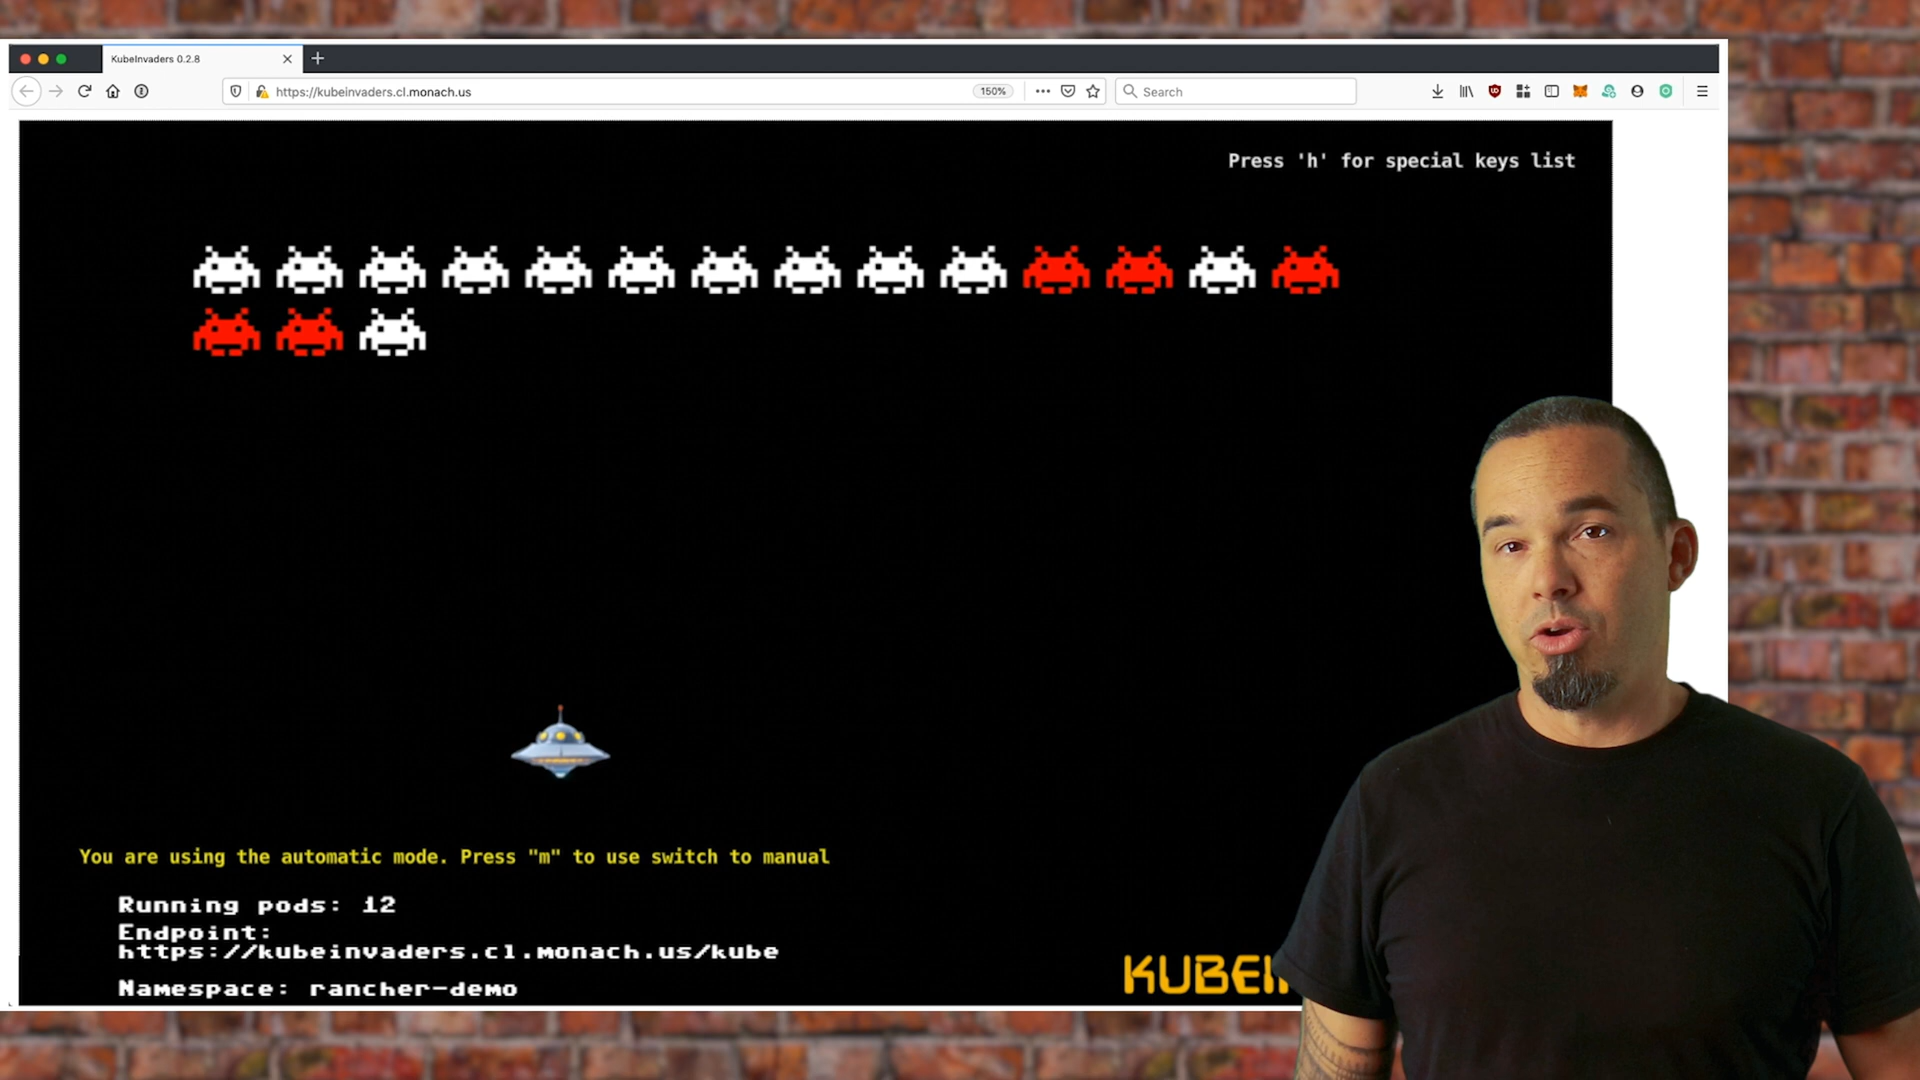 KubeInvaders 0.2.8
https://kubeinvaders.cl.monach.us
150%
Search
Press 'h' for special keys list
You are using the automatic mode. Press "m" to use switch to manual
Running pods: 12
Endpoint:
https://kubeinvaders.cl.monach.us/kube
Namespace: rancher-demo